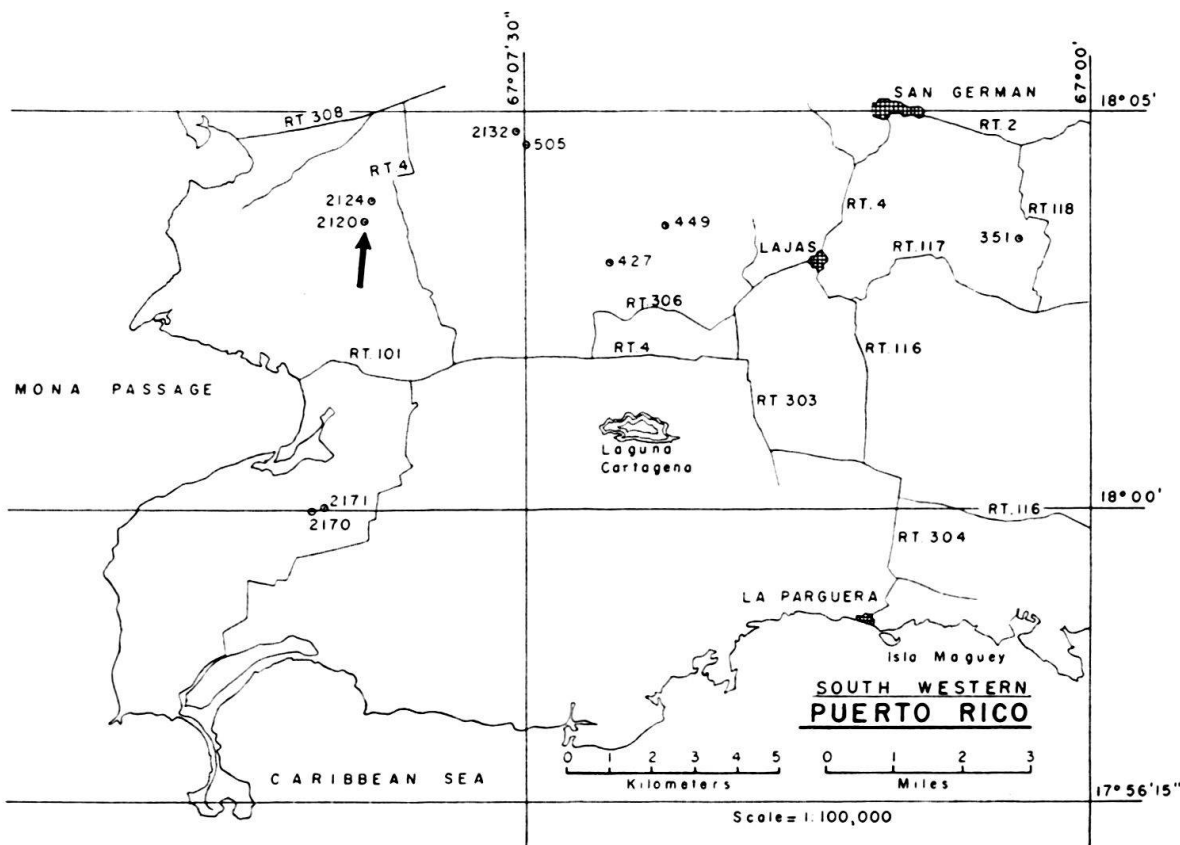 67°07'30"
67°00'
SAN GERMAN
18°05'
RT. 308
RT. 2
2132
505
RT. 4
2124
2120
RT. 4
RT. 118
449
351
LAJAS
RT. 117
427
RT. 306
RT. 101
RT. 4
RT. 116
MONA PASSAGE
RT 303
Laguna
Cartagena
2171
18°00'
2170
RT. 116
RT. 304
LA PARGUERA
Isla Maguey
SOUTH WESTERN
PUERTO RICO
0 1 2 3 4 5
Kilometers
0 1 2 3
Miles
CARIBBEAN SEA
17°56'15"
Scale = 1:100,000